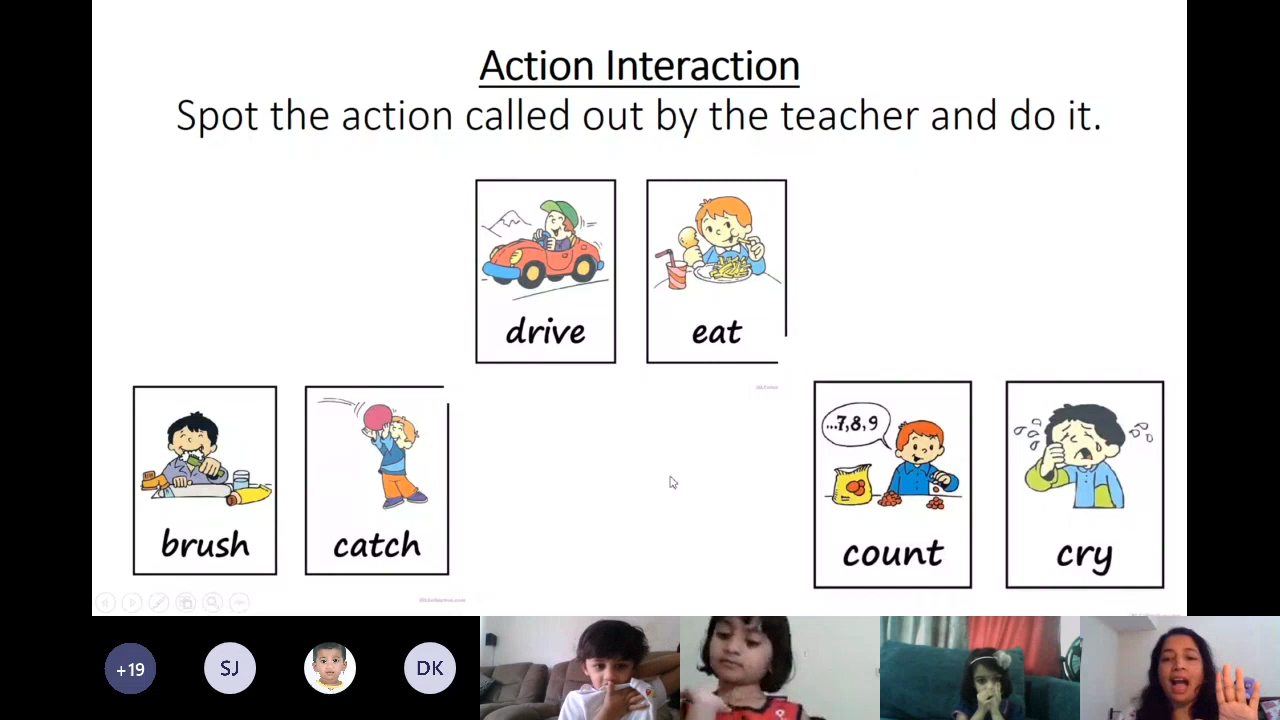 Action Interaction
Spot the action called out by the teacher and do it.
drive
eat
...7,8,9
brush
catch
count
cry
+19
SJ
DK